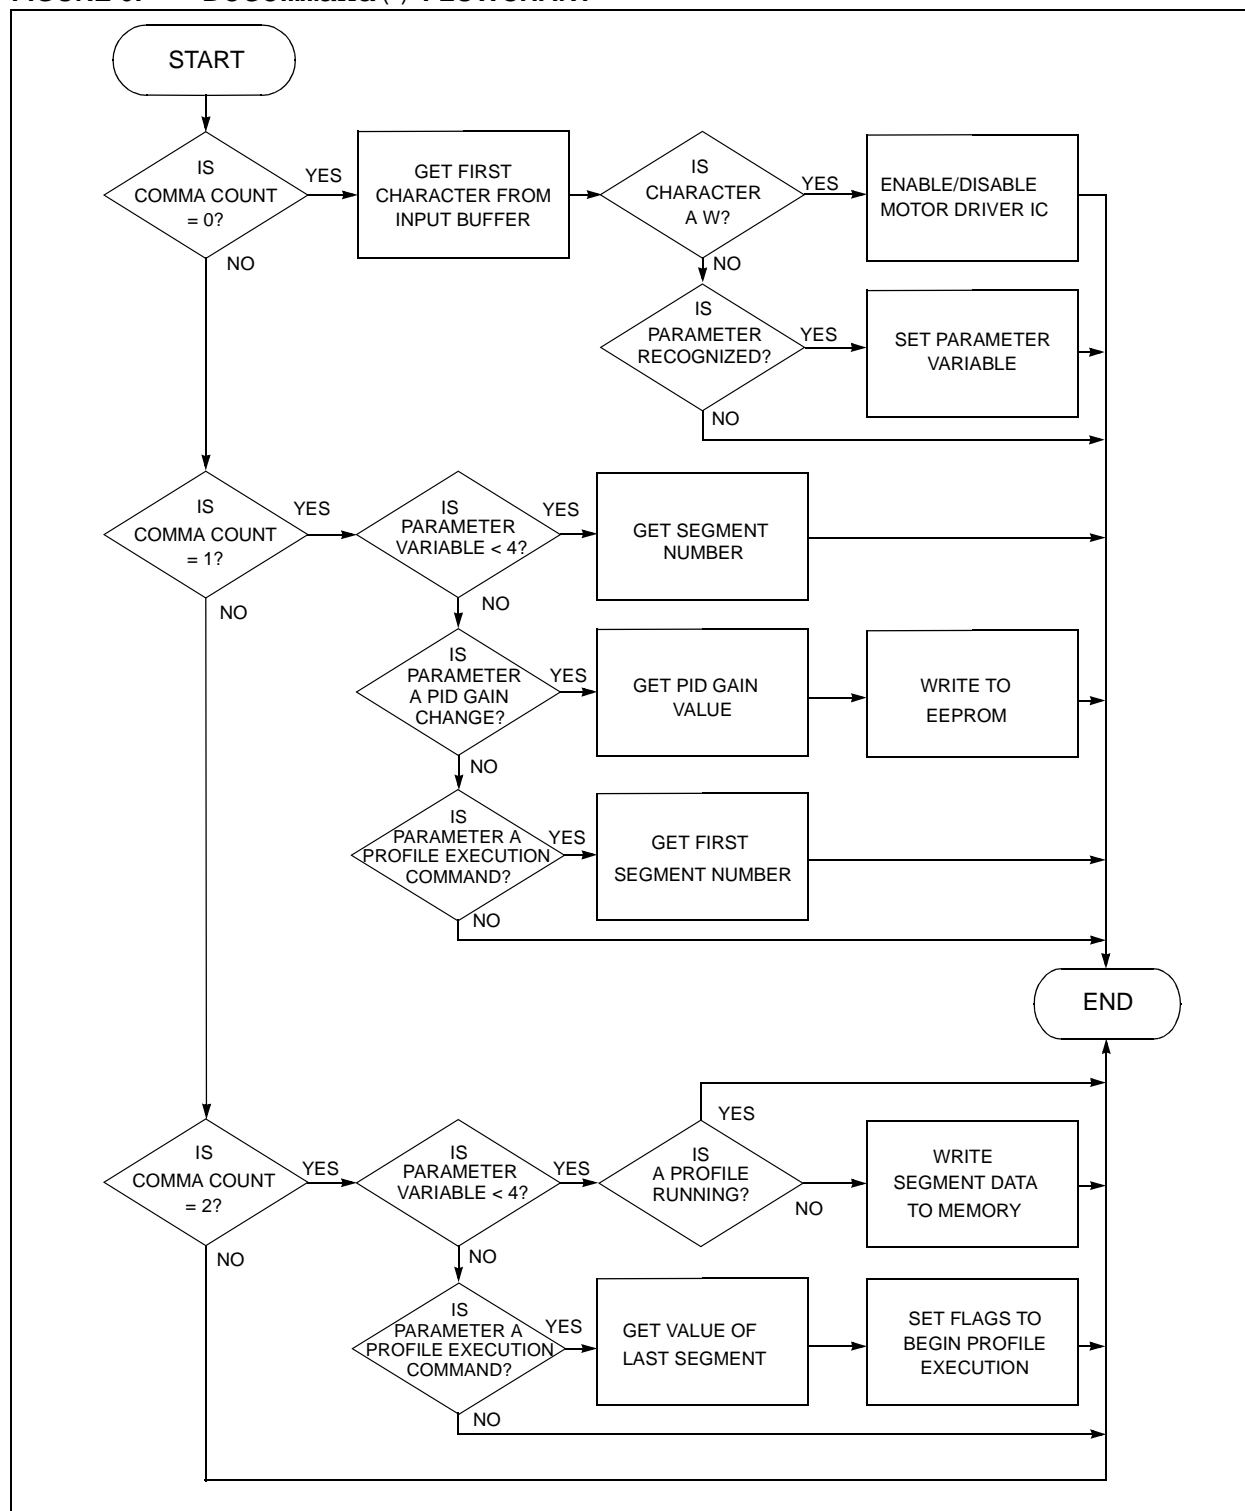 START
IS
COMMA COUNT
= 0?
YES
NO
GET FIRST
CHARACTER FROM
INPUT BUFFER
IS
CHARACTER
A W?
YES
NO
ENABLE/DISABLE
MOTOR DRIVER IC
IS
PARAMETER
RECOGNIZED?
YES
NO
SET PARAMETER
VARIABLE
IS
COMMA COUNT
= 1?
YES
NO
IS
PARAMETER
VARIABLE < 4?
YES
NO
GET SEGMENT
NUMBER
IS
PARAMETER
A PID GAIN
CHANGE?
YES
NO
GET PID GAIN
VALUE
WRITE TO
EEPROM
IS
PARAMETER A
PROFILE EXECUTION
COMMAND?
YES
NO
GET FIRST
SEGMENT NUMBER
END
IS
COMMA COUNT
= 2?
YES
NO
IS
PARAMETER
VARIABLE < 4?
YES
NO
IS
A PROFILE
RUNNING?
YES
NO
WRITE
SEGMENT DATA
TO MEMORY
IS
PARAMETER A
PROFILE EXECUTION
COMMAND?
YES
NO
GET VALUE OF
LAST SEGMENT
SET FLAGS TO
BEGIN PROFILE
EXECUTION